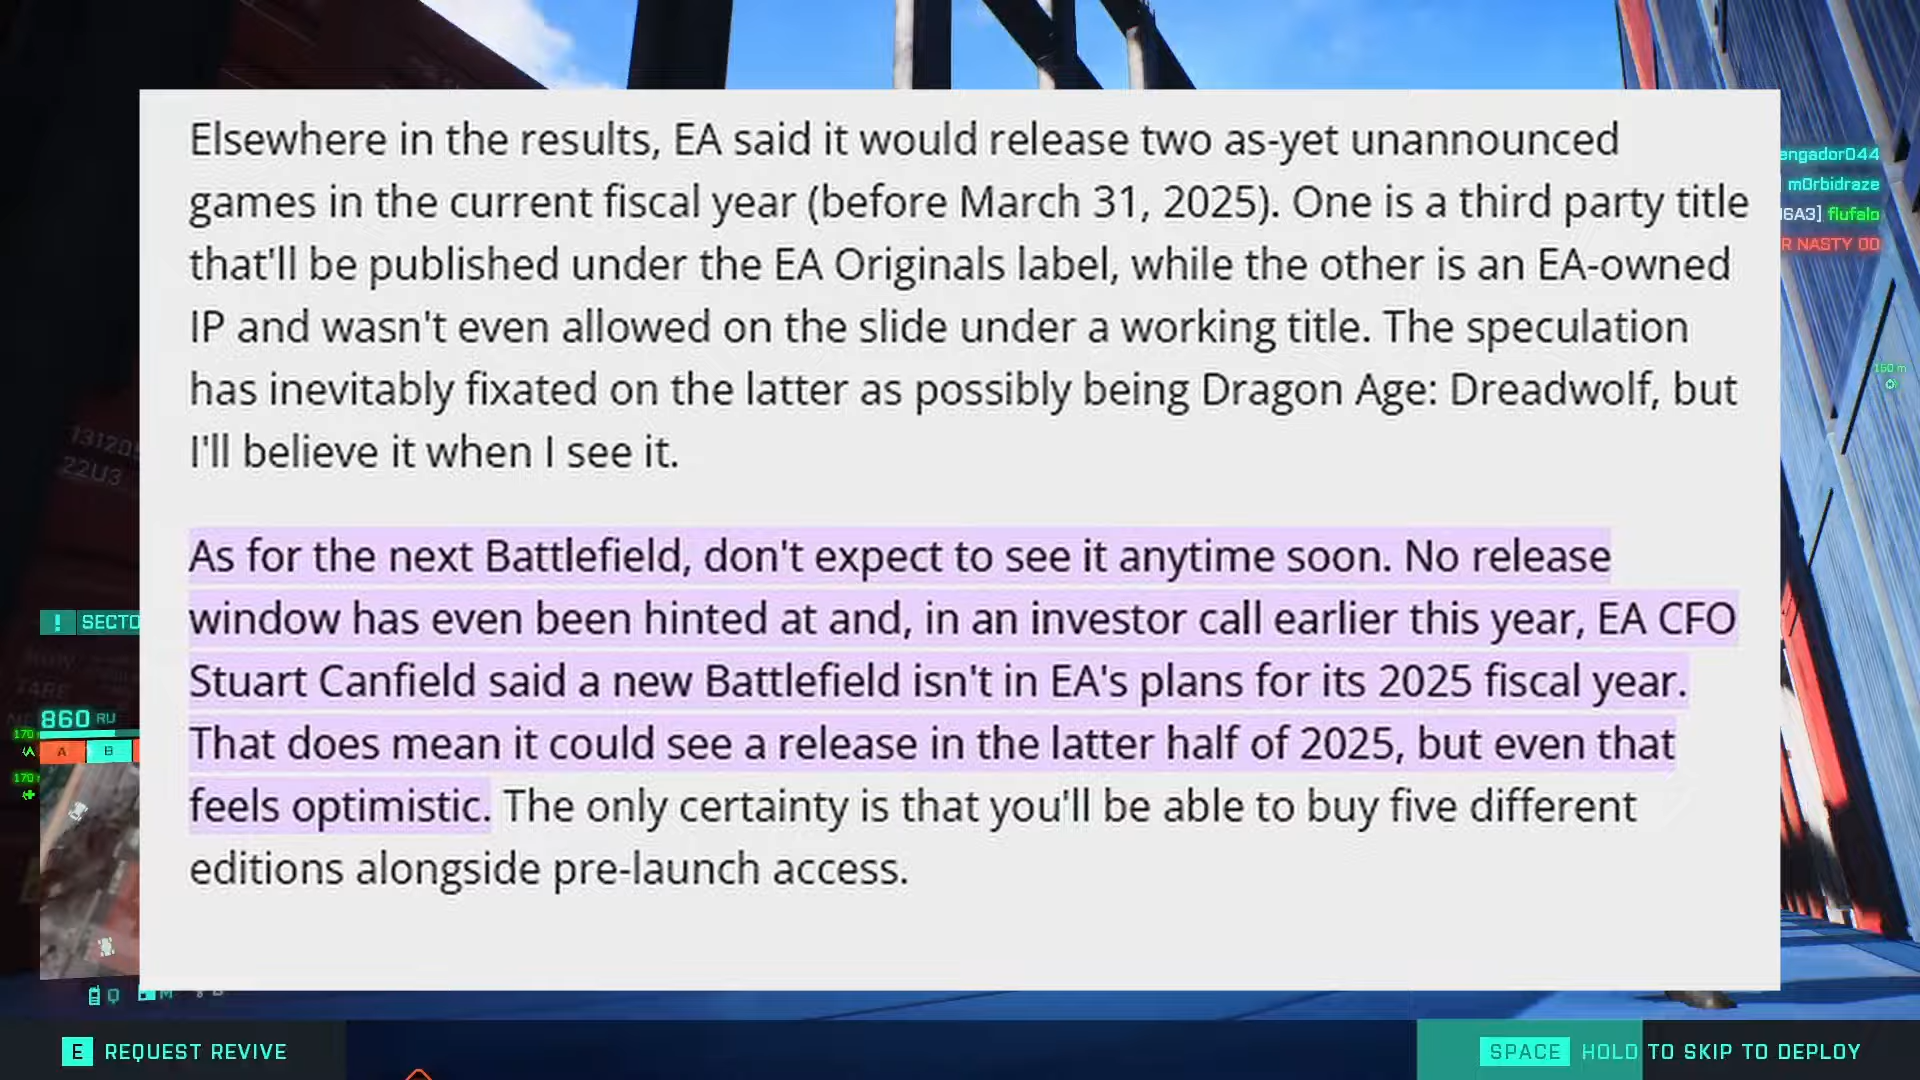 Elsewhere in the results, EA said it would release two as-yet unannounced
games in the current fiscal year (before March 31, 2025). One is a third party title
that'll be published under the EA Originals label, while the other is an EA-owned
IP and wasn't even allowed on the slide under a working title. The speculation
has inevitably fixated on the latter as possibly being Dragon Age: Dreadwolf, but
I'll believe it when I see it.
As for the next Battlefield, don't expect to see it anytime soon. No release
window has even been hinted at and, in an investor call earlier this year, EA CFO
Stuart Canfield said a new Battlefield isn't in EA's plans for its 2025 fiscal year.
That does mean it could see a release in the latter half of 2025, but even that
feels optimistic. The only certainty is that you'll be able to buy five different
editions alongside pre-launch access.
engador044
m0rbidraze
6A3] flufalo
R NASTY 00
150 m
131205
22U3
! SECTO
860 RU
170
A B
170
Q M
E REQUEST REVIVE
SPACE HOLD TO SKIP TO DEPLOY